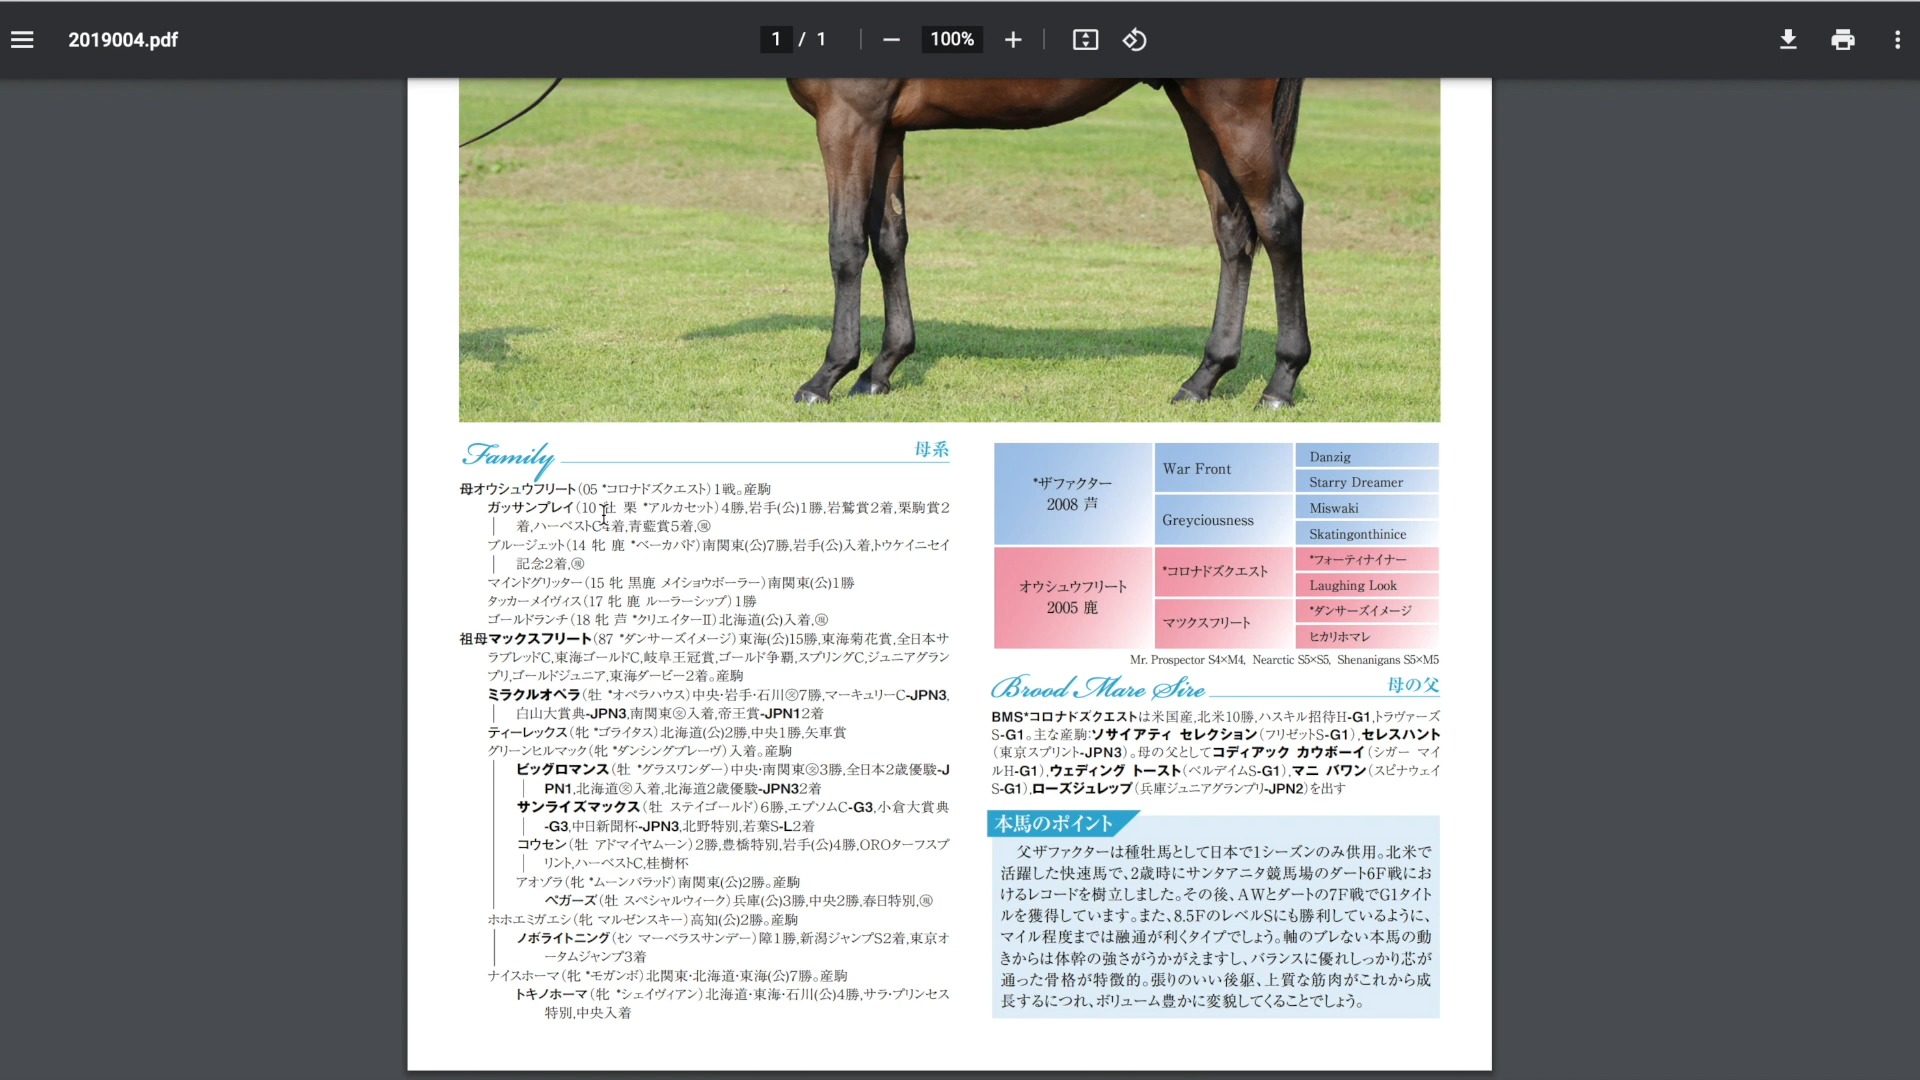 2019004.pdf
1 / 1
100%
Family 母系
母オウシュウフリート(05 *コロナドズクエスト)1戦。産駒
ガッサンプレイ(10 牡 栗 *アルカセット)4勝,岩手(公)1勝,岩鷲賞2着,栗駒賞2
着,ハーベストC4着,青藍賞5着,㊝
ブルージェット(14 牝 鹿 *ベーカバド)南関東(公)7勝,岩手(公)入着,トウケイニセイ
記念2着,
マインドグリッター(15 牝 黒鹿 メイショウボーラー)南関東(公)1勝
タッカーメイヴィス(17 牝 鹿 ルーラーシップ)1勝
ゴールドランチ(18 牝 芦 *クリエイターII)北海道(公)入着,
祖母マックスフリート(87 *ダンサーズイメージ)東海(公)15勝,東海菊花賞,全日本サ
ラブレッドC,東海ゴールドC,岐阜王冠賞,ゴールド争覇,スプリングC,ジュニアグラン
プリ,ゴールドジュニア,東海ダービー2着。産駒
ミラクルオペラ(牡 *オペラハウス)中央・岩手・石川㊛7勝,マーキュリーC-JPN3,
白山大賞典-JPN3,南関東入着,帝王賞-JPN12着
ティーレックス(牝 *ゴライタス)北海道(公)2勝,中央1勝,矢車賞
グリーンヒルマック(牝 *ダンシングブレーヴ)入着。産駒
ビッグロマンス(牡 *グラスワンダー)中央・南関東3勝,全日本2歳優駿-J
PN1,北海道入着,北海道2歳優駿-JPN32着
サンライズマックス(牡 ステイゴールド)6勝,エプソムC-G3,小倉大賞典
-G3,中日新聞杯-JPN3,北野特別,若葉S-L2着
コウセン(牡 アドマイヤムーン)2勝,豊橋特別,岩手(公)4勝,OROターフスプ
リント,ハーベストC,桂樹杯
アオゾラ(牝 *ムーンバラッド)南関東(公)2勝。産駒
ペガーズ(牡 スペシャルウィーク)兵庫(公)3勝,中央2勝,春日特別,
ホホエミガエシ(牝 マルゼンスキー)高知(公)2勝。産駒
ノボライトニング(セン マーベラスサンデー)障1勝,新潟ジャンプS2着,東京オ
ータムジャンプ3着
ナイスホーマ(牝 *モガンボ)北関東・北海道・東海(公)7勝。産駒
トキノホーマ(牝 *シェイヴィアン)北海道・東海・石川(公)4勝,サラ・プリンセス
特別,中央入着
*ザファクター
2008 芦
War Front
Greyciousness
Danzig
Starry Dreamer
Miswaki
Skatingonthinice
オウシュウフリート
2005 鹿
*コロナドズクエスト
マツクスフリート
*フォーティナイナー
Laughing Look
*ダンサーズイメージ
ヒカリホマレ
Mr. Prospector S4×M4, Nearctic S5×S5, Shenanigans S5×M5
Brood Mare Sire 母の父
BMS*コロナドズクエストは米国産,北米10勝,ハスキル招待H-G1,トラヴァーズ
S-G1。主な産駒:ソサイアティ セレクション(フリゼットS-G1),セレスハント
(東京スプリント-JPN3)。母の父としてコディアック カウボーイ(シガー マイ
ルH-G1),ウェディング トースト(ベルデイムS-G1),マニ バワン(スピナウェイ
S-G1),ローズジュレップ(兵庫ジュニアグランプリ-JPN2)を出す
本馬のポイント
父ザファクターは種牡馬として日本で1シーズンのみ供用。北米で
活躍した快速馬で、2歳時にサンタアニタ競馬場のダート6F戦にお
けるレコードを樹立しました。その後、AWとダートの7F戦でG1タイト
ルを獲得しています。また、8.5FのレベルSにも勝利しているように、
マイル程度までは融通が利くタイプでしょう。軸のブレない本馬の動
きからは体幹の強さがうかがえますし、バランスに優れしっかり芯が
通った骨格が特徴的。張りのいい後躯、上質な筋肉がこれから成
長するにつれ、ボリューム豊かに変貌してくることでしょう。